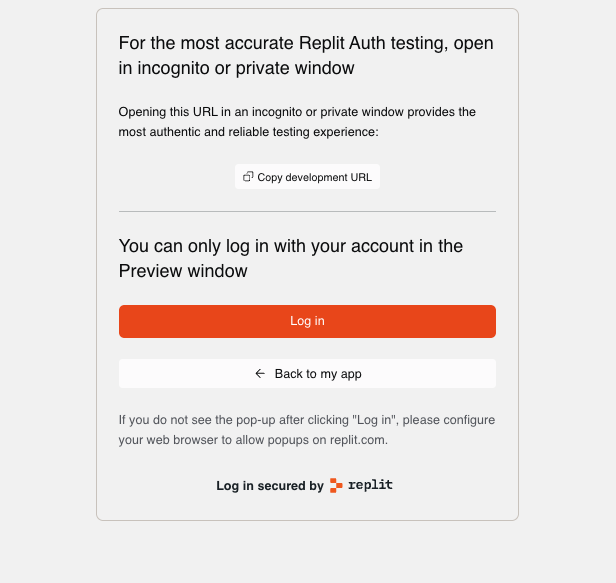 For the most accurate Replit Auth testing, open
in incognito or private window
Opening this URL in an incognito or private window provides the
most authentic and reliable testing experience:
Copy development URL
You can only log in with your account in the
Preview window
Log in
Back to my app
If you do not see the pop-up after clicking "Log in", please configure
your web browser to allow popups on replit.com.
Log in secured by replit